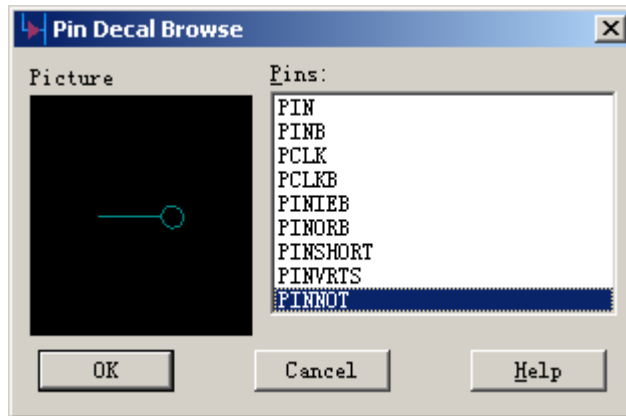 Pin Decal Browse
Picture
Pins:
PIN
PINB
PCLK
PCLKB
PINIEB
PINORB
PINSHORT
PINVRTS
PINNOT
OK
Cancel
Help